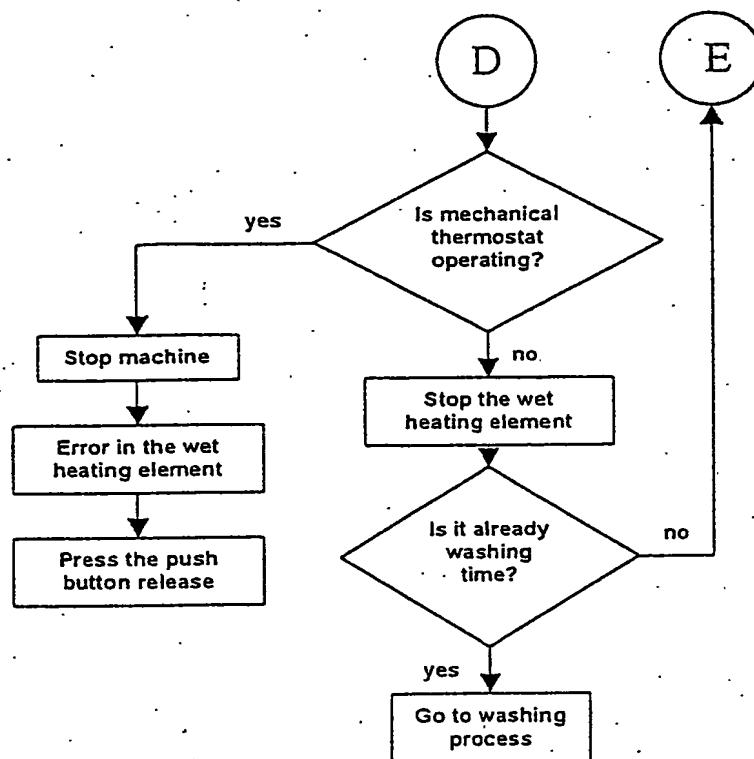 D
E
Is mechanical
thermostat
operating?
yes
no
Stop machine
Stop the wet
heating element
Error in the wet
heating element
Is it already
washing
time?
no
Press the push
button release
yes
Go to washing
process